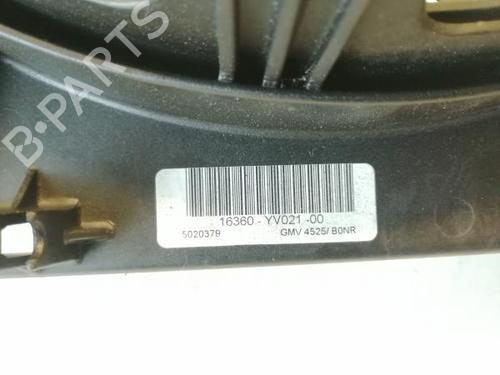 B-PARTS
16360 - YV021 -00
5020379 GMV 4525/ B0NR